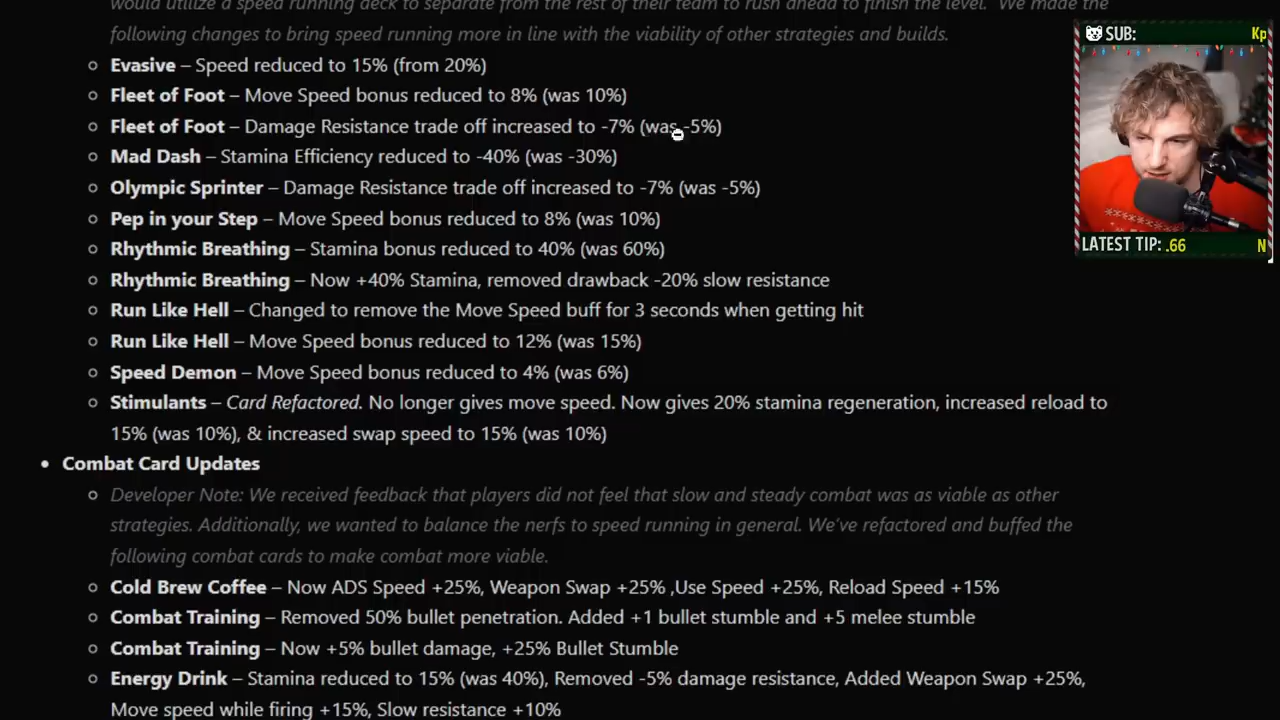 would utilize a speed running deck to separate from the rest of their team to rush ahead to finish the level. We made the
following changes to bring speed running more in line with the viability of other strategies and builds.
Evasive – Speed reduced to 15% (from 20%)
Fleet of Foot – Move Speed bonus reduced to 8% (was 10%)
Fleet of Foot – Damage Resistance trade off increased to -7% (was -5%)
Mad Dash – Stamina Efficiency reduced to -40% (was -30%)
Olympic Sprinter – Damage Resistance trade off increased to -7% (was -5%)
Pep in your Step – Move Speed bonus reduced to 8% (was 10%)
Rhythmic Breathing – Stamina bonus reduced to 40% (was 60%)
Rhythmic Breathing – Now +40% Stamina, removed drawback -20% slow resistance
Run Like Hell – Changed to remove the Move Speed buff for 3 seconds when getting hit
Run Like Hell – Move Speed bonus reduced to 12% (was 15%)
Speed Demon – Move Speed bonus reduced to 4% (was 6%)
Stimulants – Card Refactored. No longer gives move speed. Now gives 20% stamina regeneration, increased reload to
15% (was 10%), & increased swap speed to 15% (was 10%)
Combat Card Updates
Developer Note: We received feedback that players did not feel that slow and steady combat was as viable as other
strategies. Additionally, we wanted to balance the nerfs to speed running in general. We've refactored and buffed the
following combat cards to make combat more viable.
Cold Brew Coffee – Now ADS Speed +25%, Weapon Swap +25% ,Use Speed +25%, Reload Speed +15%
Combat Training – Removed 50% bullet penetration. Added +1 bullet stumble and +5 melee stumble
Combat Training – Now +5% bullet damage, +25% Bullet Stumble
Energy Drink – Stamina reduced to 15% (was 40%), Removed -5% damage resistance, Added Weapon Swap +25%,
Move speed while firing +15%, Slow resistance +10%
SUB: Kp
LATEST TIP: .66 N